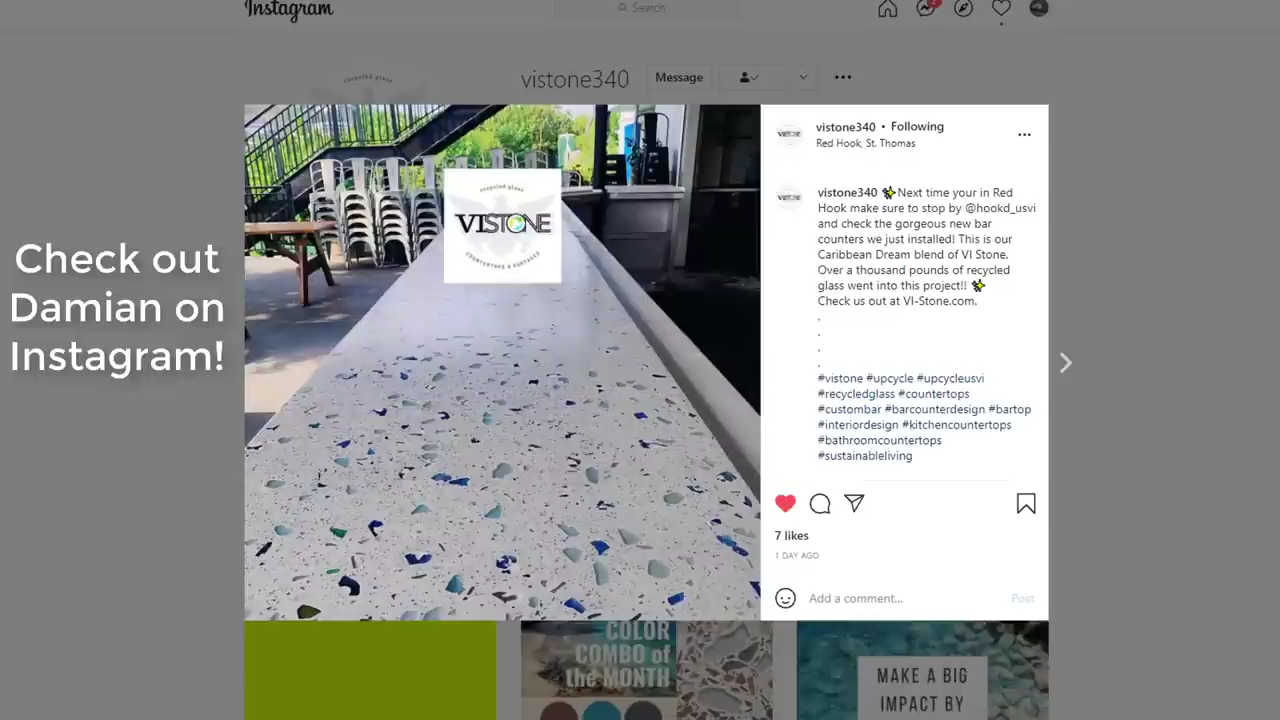 Instagram
Search
2
vistone340
Message
vistone340 • Following
Red Hook, St. Thomas
recycled glass
VISTONE
COUNTERTOPS & SURFACES
Check out
Damian on
Instagram!
vistone340 Next time your in Red
Hook make sure to stop by @hookd_usvi
and check the gorgeous new bar
counters we just installed! This is our
Caribbean Dream blend of VI Stone.
Over a thousand pounds of recycled
glass went into this project!!
Check us out at VI-Stone.com.
.
.
.
.
#vistone #upcycle #upcycleusvi
#recycledglass #countertops
#custombar #barcounterdesign #bartop
#interiordesign #kitchencountertops
#bathroomcountertops
#sustainableliving
7 likes
1 DAY AGO
Add a comment...
Post
COLOR
COMBO of
the MONTH
MAKE A BIG
IMPACT BY